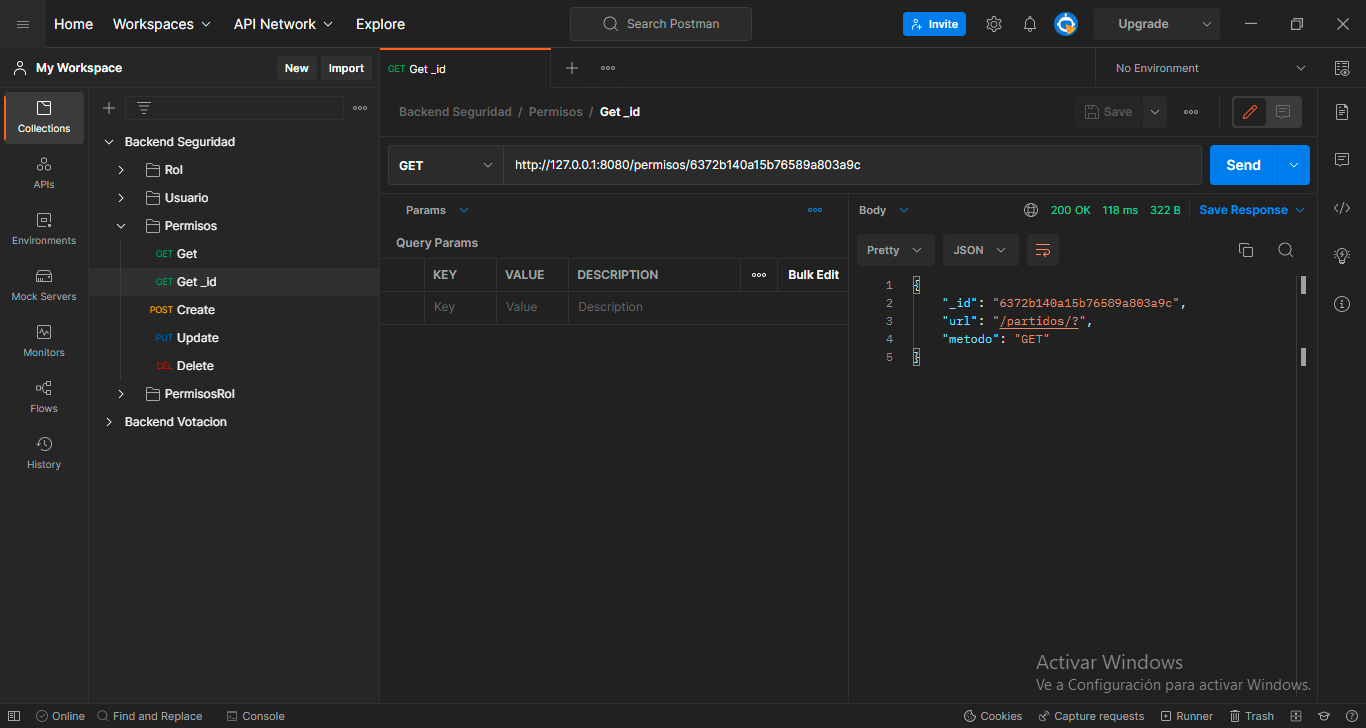 Home Workspaces API Network Explore Search Postman Invite Upgrade
My Workspace New Import GET Get _id No Environment
Collections
APIs
Environments
Mock Servers
Monitors
Flows
History
Backend Seguridad
Rol
Usuario
Permisos
GET Get
GET Get _id
POST Create
PUT Update
DEL Delete
PermisosRol
Backend Votacion
Backend Seguridad / Permisos / Get _id Save
GET http://127.0.0.1:8080/permisos/6372b140a15b76589a803a9c Send
Params
Query Params
KEY VALUE DESCRIPTION Bulk Edit
Key Value Description
Body 200 OK 118 ms 322 B Save Response
Pretty JSON
1 {
2 "_id": "6372b140a15b76589a803a9c",
3 "url": "/partidos/?",
4 "metodo": "GET"
5 }
Activar Windows
Ve a Configuración para activar Windows.
Online Find and Replace Console Cookies Capture requests Runner Trash